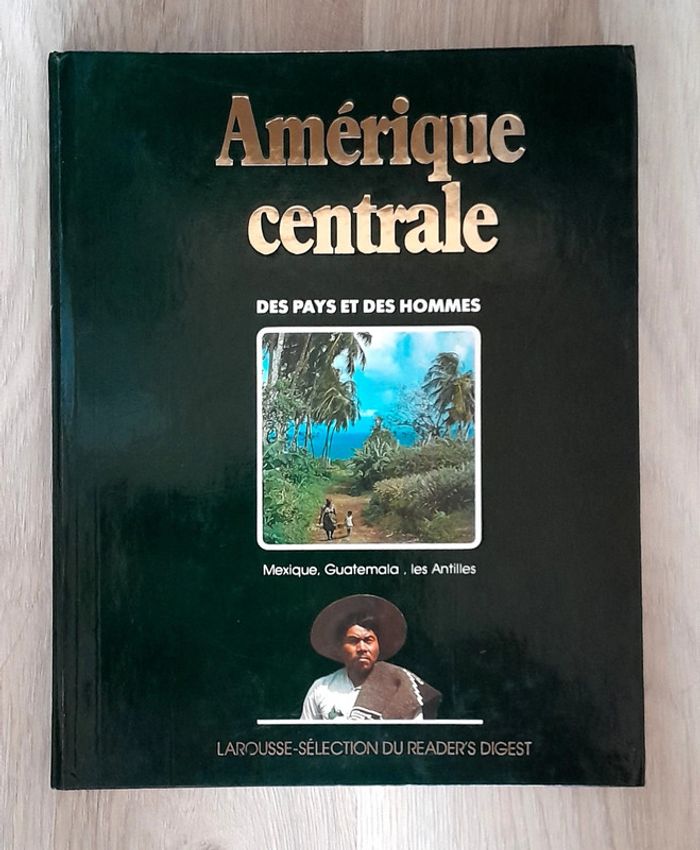 Amérique
centrale
DES PAYS ET DES HOMMES
Mexique, Guatemala , les Antilles
LAROUSSE-SÉLECTION DU READER'S DIGEST